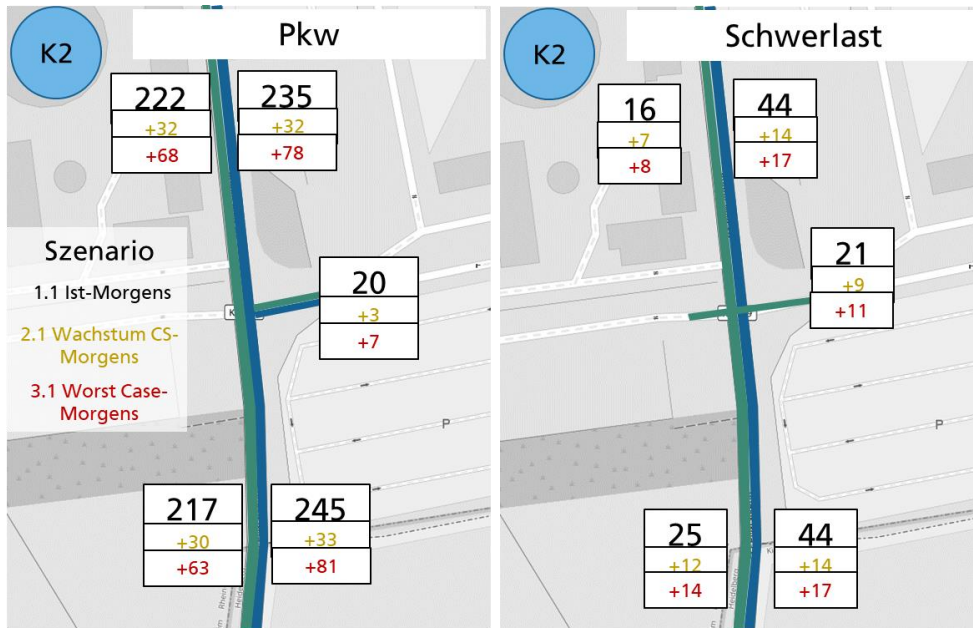 K2
Pkw
222
+32
+68
235
+32
+78
Szenario
1.1 Ist-Morgens
2.1 Wachstum CS-
Morgens
3.1 Worst Case-
Morgens
20
+3
+7
P
217
+30
+63
245
+33
+81
K2
Schwerlast
16
+7
+8
44
+14
+17
21
+9
+11
P
25
+12
+14
44
+14
+17
Heidelberg